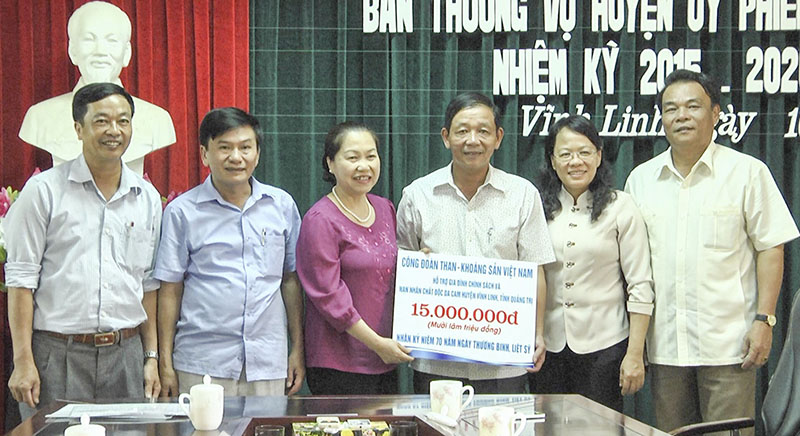 BAN THƯỜNG VỤ HUYỆN ỦY PHIÊ
NHIỆM KỲ 2015 - 202
Vĩnh Linh, ngày 1
CÔNG ĐOÀN THAN - KHOÁNG SẢN VIỆT NAM
HỖ TRỢ GIA ĐÌNH CHÍNH SÁCH VÀ
NẠN NHÂN CHẤT ĐỘC DA CAM HUYỆN VĨNH LINH, TỈNH QUẢNG TRỊ
15.000.000đ
(Mười lăm triệu đồng)
NHÂN KỶ NIỆM 70 NĂM NGÀY THƯƠNG BINH, LIỆT SỸ